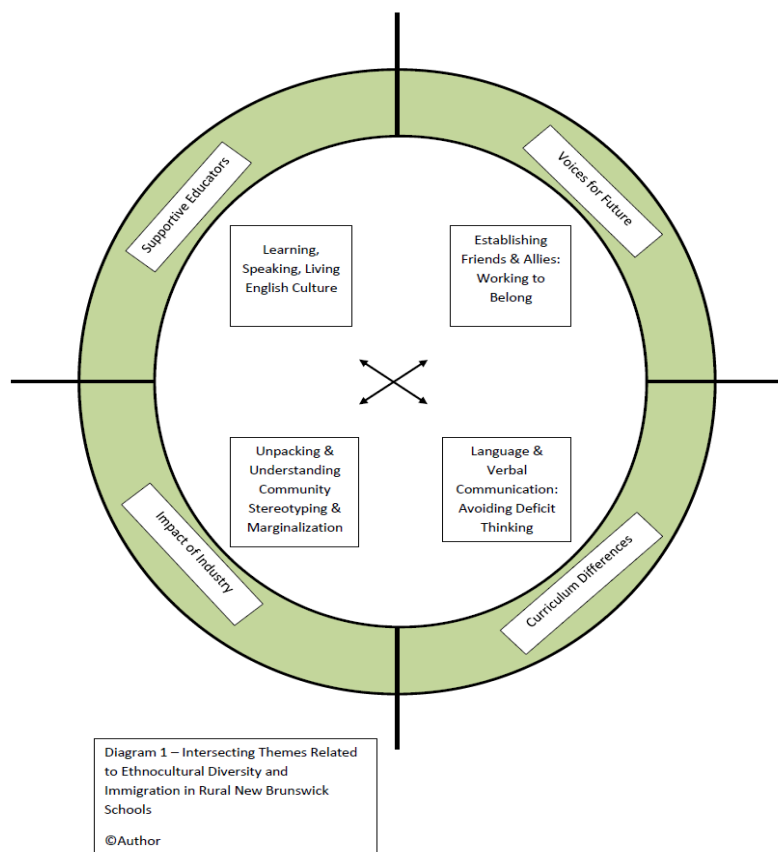 Supportive Educators
Voices for Future
Learning,
Speaking, Living
English Culture
Establishing
Friends & Allies:
Working to
Belong
Unpacking &
Understanding
Community
Stereotyping &
Marginalization
Language &
Verbal
Communication:
Avoiding Deficit
Thinking
Impact of Industry
Curriculum Differences
Diagram 1 – Intersecting Themes Related
to Ethnocultural Diversity and
Immigration in Rural New Brunswick
Schools
©Author